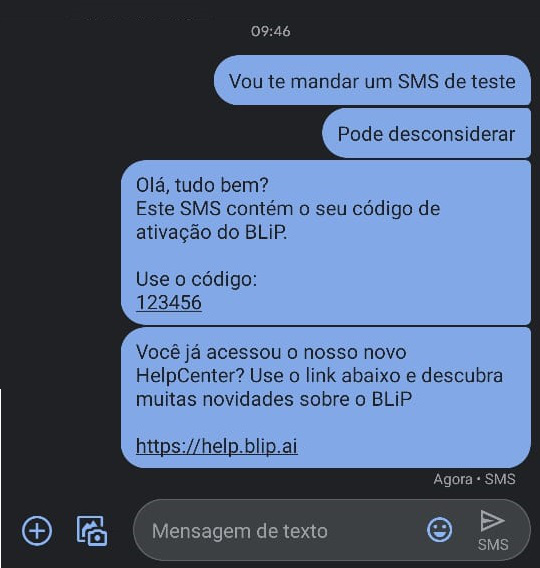 09:46
Vou te mandar um SMS de teste
Pode desconsiderar
Olá, tudo bem?
Este SMS contém o seu código de
ativação do BLiP.
Use o código:
123456
Você já acessou o nosso novo
HelpCenter? Use o link abaixo e descubra
muitas novidades sobre o BLiP
https://help.blip.ai
Agora • SMS
Mensagem de texto
SMS